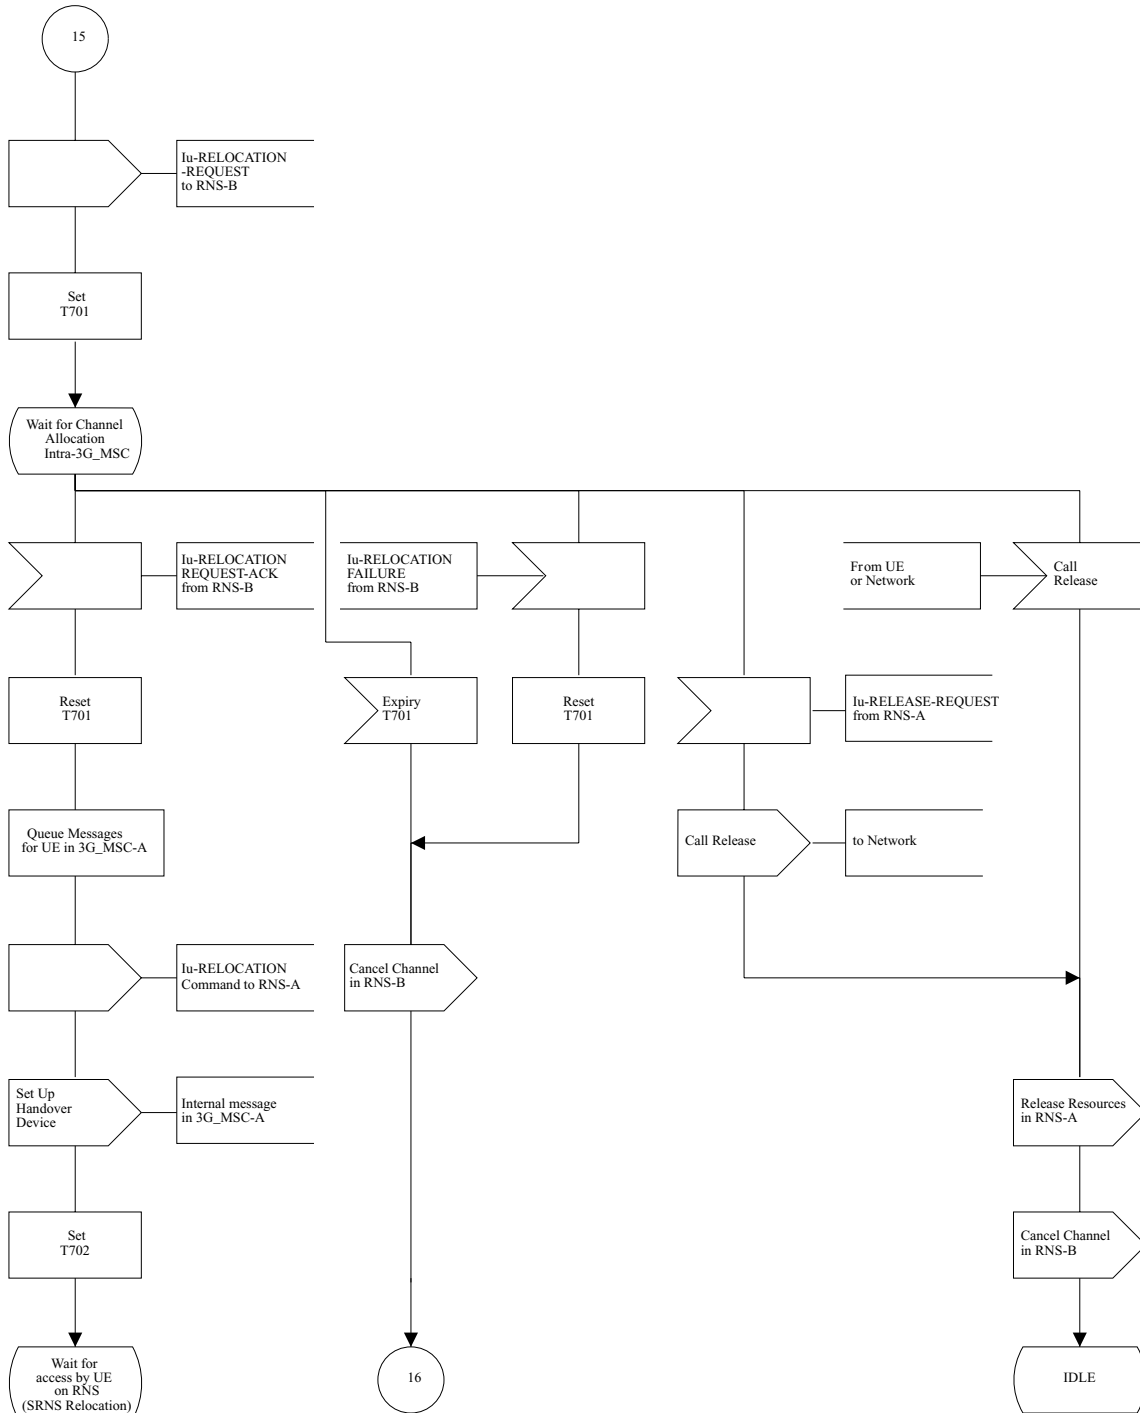 15
Iu-RELOCATION
-REQUEST
to RNS-B
Set
T701
Wait for Channel
Allocation
Intra-3G_MSC
Iu-RELOCATION
REQUEST-ACK
from RNS-B
Iu-RELOCATION
FAILURE
from RNS-B
From UE
or Network
Call
Release
Reset
T701
Expiry
T701
Reset
T701
Iu-RELEASE-REQUEST
from RNS-A
Queue Messages
for UE in 3G_MSC-A
Call Release
to Network
Iu-RELOCATION
Command to RNS-A
Cancel Channel
in RNS-B
Set Up
Handover
Device
Internal message
in 3G_MSC-A
Release Resources
in RNS-A
Set
T702
Cancel Channel
in RNS-B
Wait for
access by UE
on RNS
(SRNS Relocation)
16
IDLE